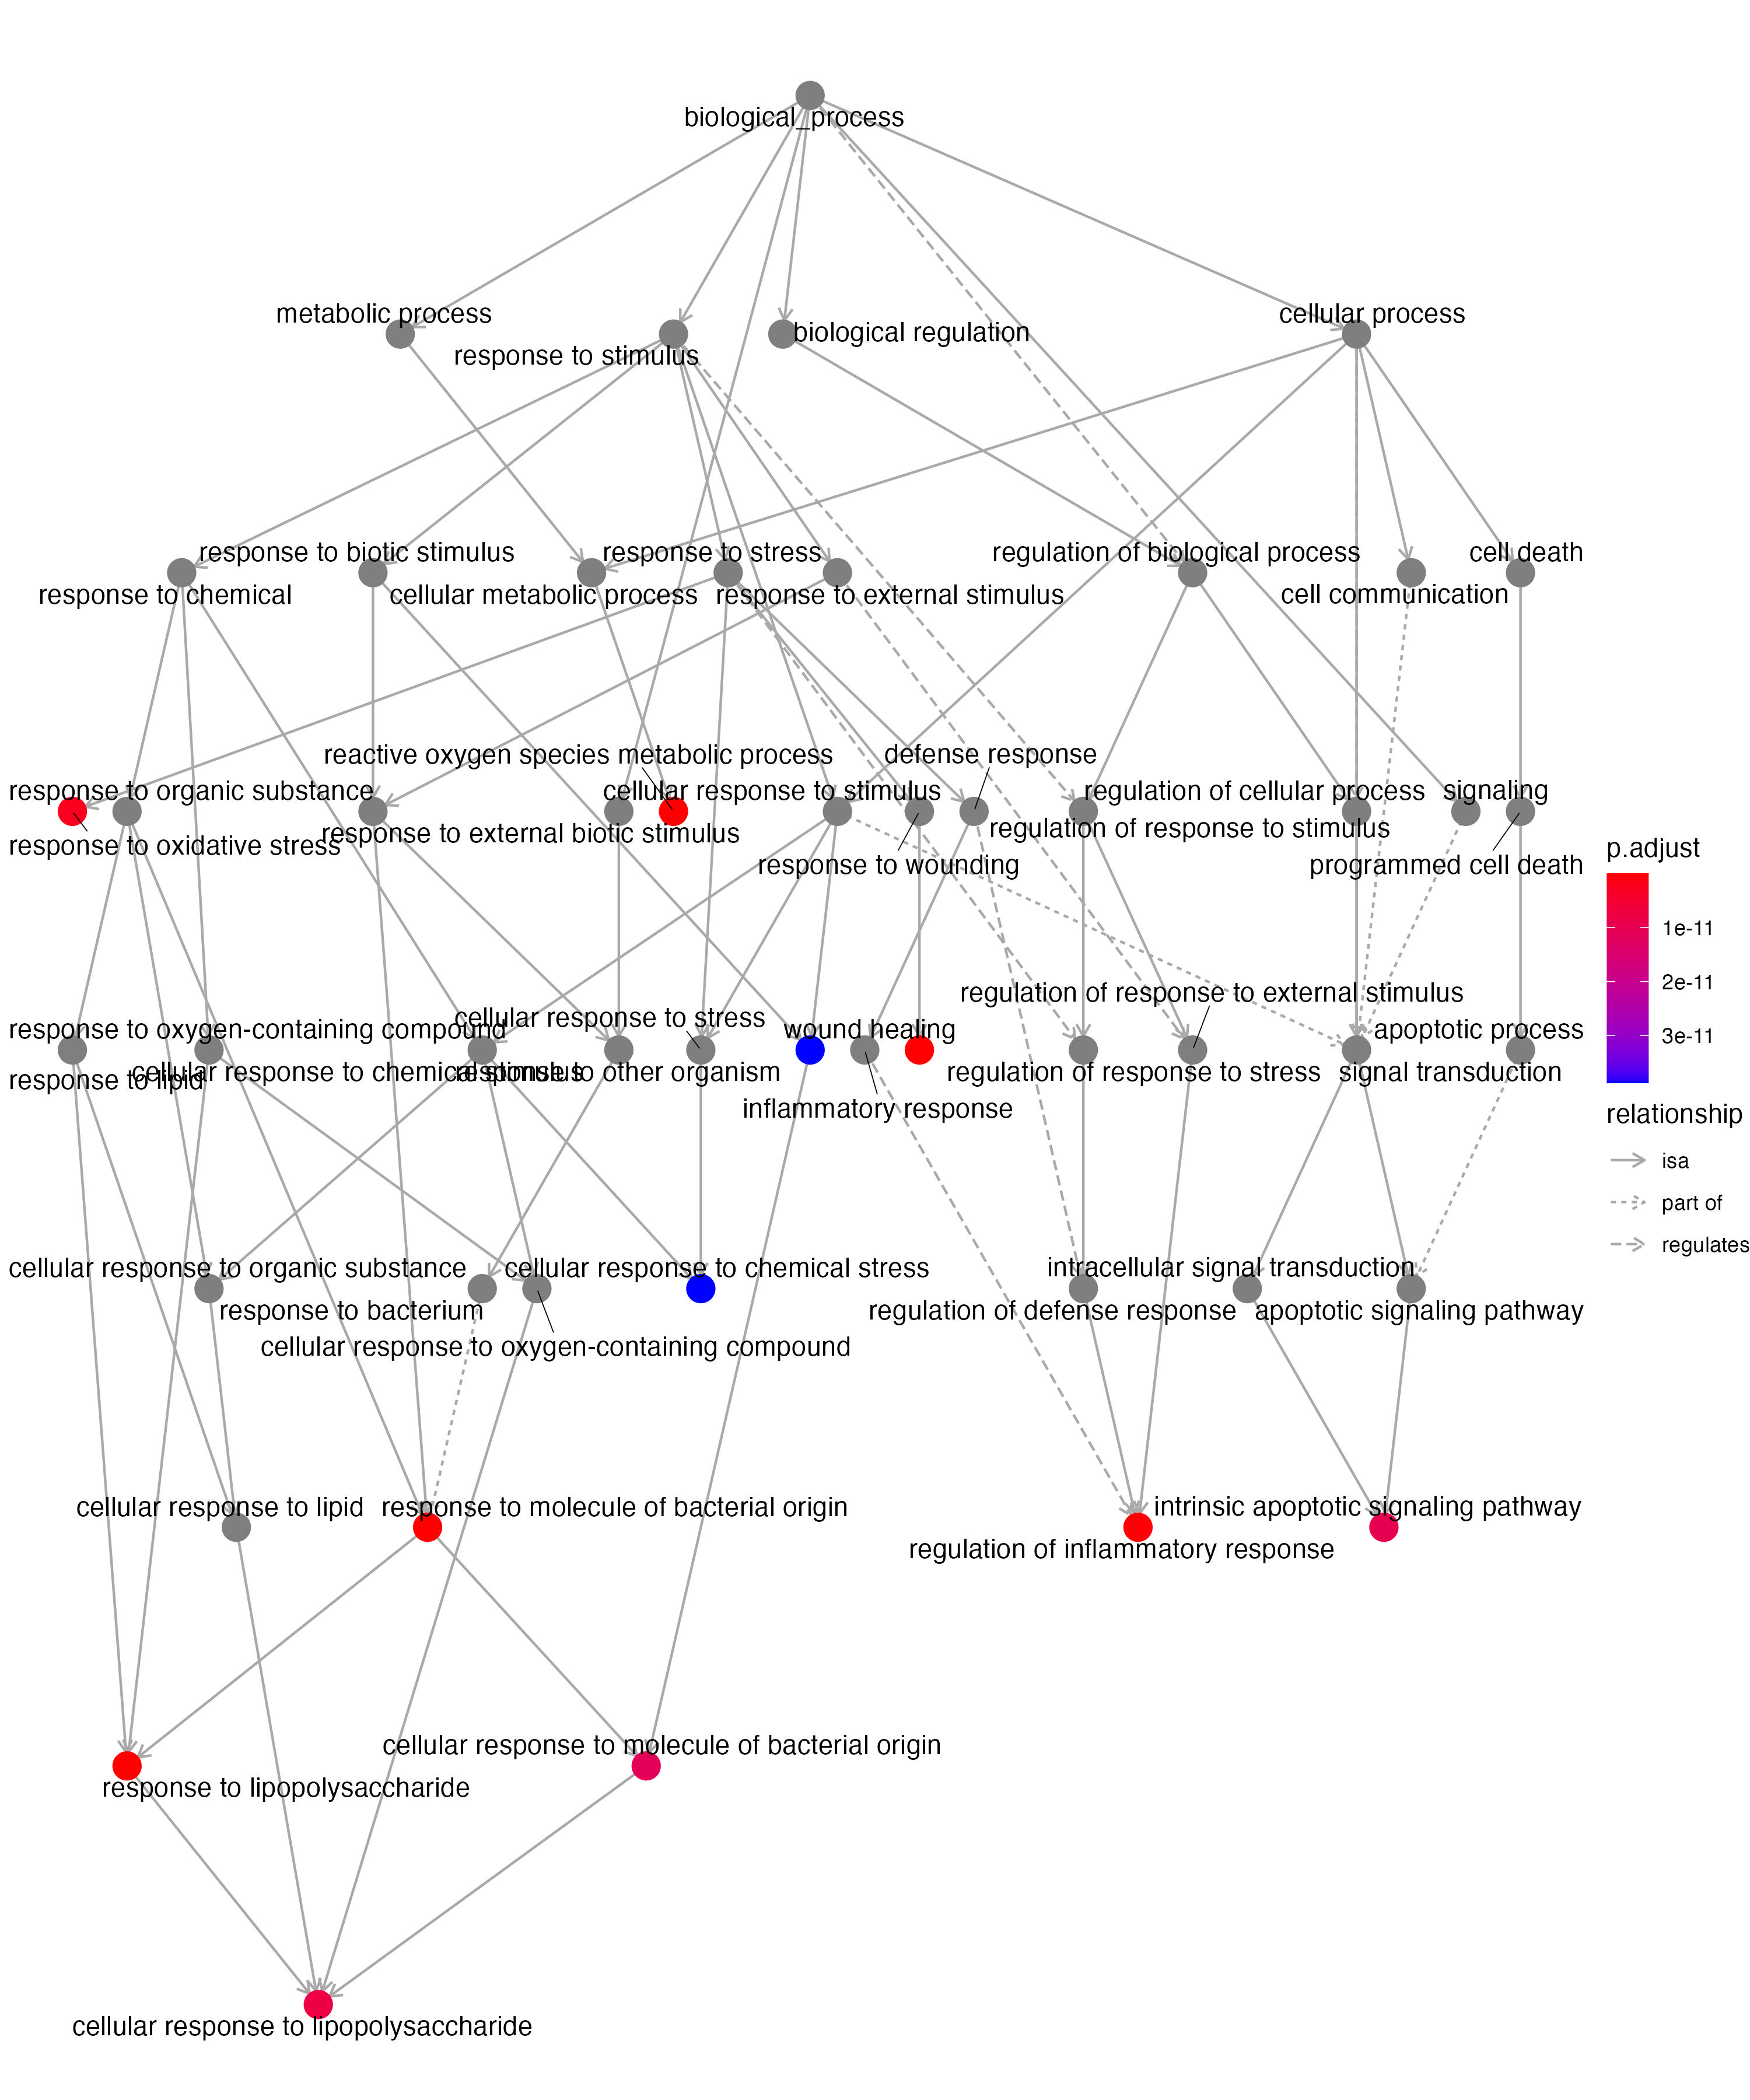 biological_process
metabolic process
cellular process
biological regulation
response to stimulus
response to biotic stimulus
response to stress
regulation of biological process
cell death
response to chemical
cellular metabolic process
response to external stimulus
cell communication
reactive oxygen species metabolic process
defense response
response to organic substance
cellular response to stimulus
regulation of cellular process
signaling
response to oxidative stress
response to external biotic stimulus
regulation of response to stimulus
response to wounding
programmed cell death
p.adjust
1e-11
2e-11
3e-11
regulation of response to external stimulus
cellular response to stress
response to oxygen-containing compound
wound healing
apoptotic process
response to lipid
cellular response to chemical stimulus
response to other organism
regulation of response to stress
signal transduction
inflammatory response
relationship
isa
part of
regulates
cellular response to organic substance
cellular response to chemical stress
intracellular signal transduction
response to bacterium
regulation of defense response
apoptotic signaling pathway
cellular response to oxygen-containing compound
cellular response to lipid
response to molecule of bacterial origin
intrinsic apoptotic signaling pathway
regulation of inflammatory response
cellular response to molecule of bacterial origin
response to lipopolysaccharide
cellular response to lipopolysaccharide